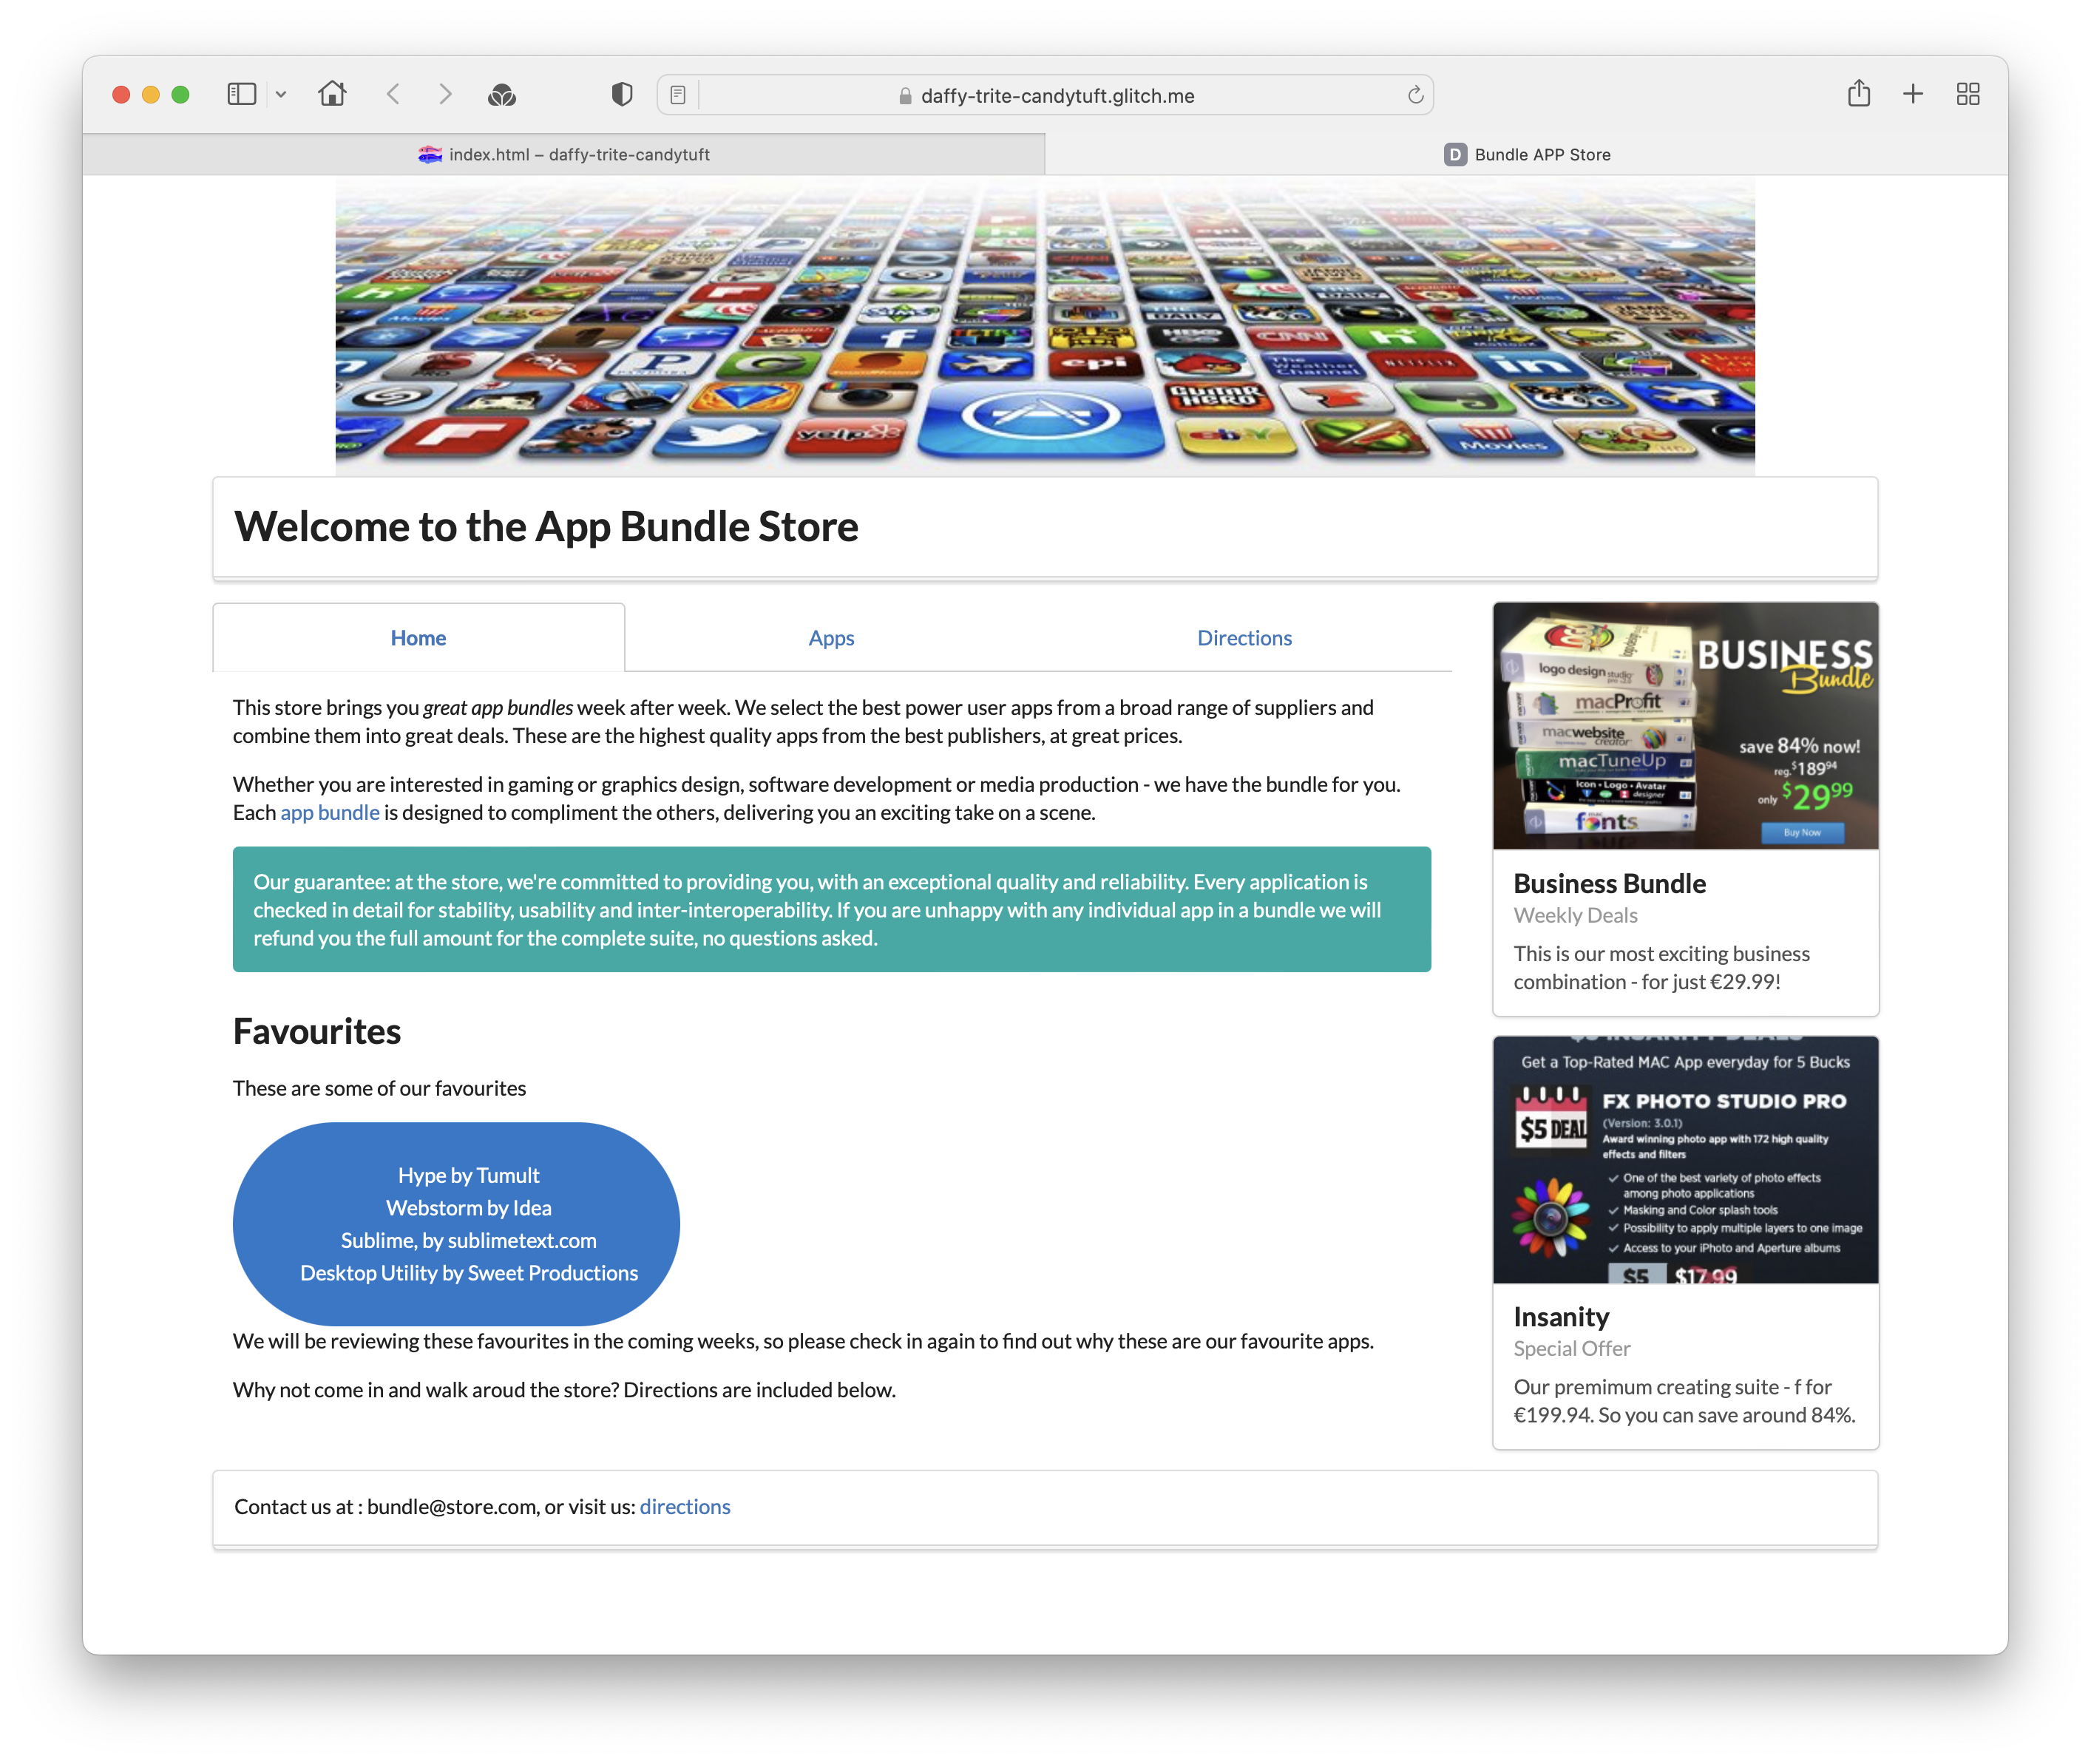 daffy-trite-candytuft.glitch.me
index.html – daffy-trite-candytuft
D Bundle APP Store
epi
CNN
NETFLIX
The Weather Channel
yelp
ebY
Movies
Welcome to the App Bundle Store
Home
Apps
Directions
This store brings you great app bundles week after week. We select the best power user apps from a broad range of suppliers and
combine them into great deals. These are the highest quality apps from the best publishers, at great prices.
Whether you are interested in gaming or graphics design, software development or media production - we have the bundle for you.
Each app bundle is designed to compliment the others, delivering you an exciting take on a scene.
Our guarantee: at the store, we're committed to providing you, with an exceptional quality and reliability. Every application is
checked in detail for stability, usability and inter-interoperability. If you are unhappy with any individual app in a bundle we will
refund you the full amount for the complete suite, no questions asked.
Favourites
These are some of our favourites
Hype by Tumult
Webstorm by Idea
Sublime, by sublimetext.com
Desktop Utility by Sweet Productions
We will be reviewing these favourites in the coming weeks, so please check in again to find out why these are our favourite apps.
Why not come in and walk aroud the store? Directions are included below.
logo design studio
macProfit
macwebsite creator
macTuneUp
Icon • Logo • Avatar
designer
mac fonts
BUSINESS
Bundle
save 84% now!
reg. $189.94
only $29.99
Buy Now
Business Bundle
Weekly Deals
This is our most exciting business
combination - for just €29.99!
$5 INSANITY DEALS
Get a Top-Rated MAC App everyday for 5 Bucks
$5 DEAL
FX PHOTO STUDIO PRO
(Version: 3.0.1)
Award winning photo app with 172 high quality
effects and filters
✓ One of the best variety of photo effects
among photo applications
✓ Masking and Color splash tools
✓ Possibility to apply multiple layers to one image
✓ Access to your iPhoto and Aperture albums
$5 $17.99
Insanity
Special Offer
Our premimum creating suite - f for
€199.94. So you can save around 84%.
Contact us at : bundle@store.com, or visit us: directions